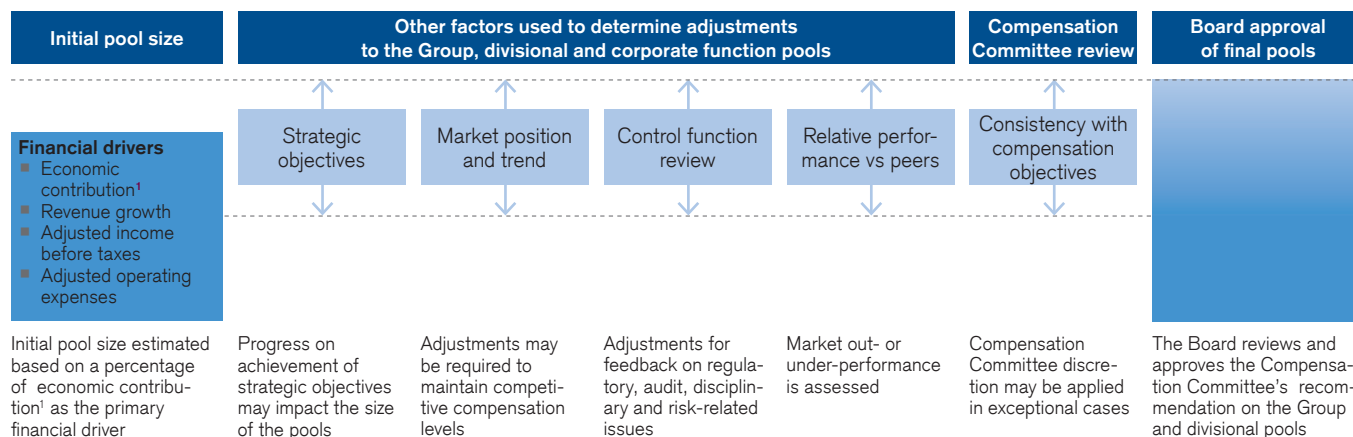 Initial pool size
Other factors used to determine adjustments
to the Group, divisional and corporate function pools
Compensation
Committee review
Board approval
of final pools
Financial drivers
■ Economic
contribution¹
■ Revenue growth
■ Adjusted income
before taxes
■ Adjusted operating
expenses
Strategic
objectives
Market position
and trend
Control function
review
Relative perfor-
mance vs peers
Consistency with
compensation
objectives
Initial pool size estimated
based on a percentage
of economic contribu-
tion¹ as the primary
financial driver
Progress on
achievement of
strategic objectives
may impact the size
of the pools
Adjustments may
be required to
maintain competi-
tive compensation
levels
Adjustments for
feedback on regula-
tory, audit, disciplin-
ary and risk-related
issues
Market out- or
under-performance
is assessed
Compensation
Committee discre-
tion may be applied
in exceptional cases
The Board reviews and
approves the Compensa-
tion Committee's recom-
mendation on the Group
and divisional pools